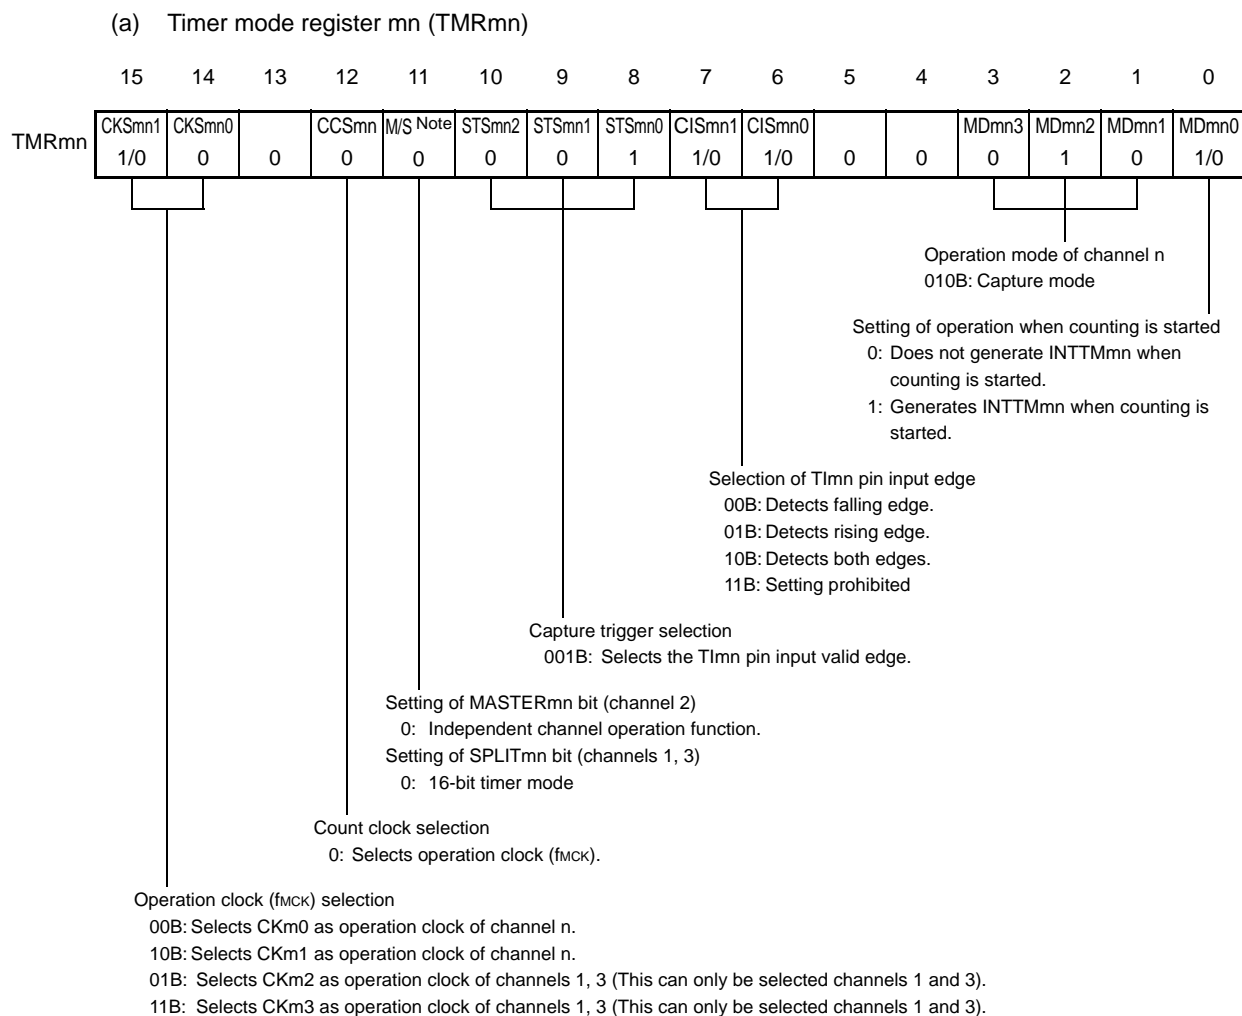 (a) Timer mode register mn (TMRmn)
15 14 13 12 11 10 9 8 7 6 5 4 3 2 1 0
TMRmn
CKSmn1 CKSmn0 CCSmn M/S Note STSmn2 STSmn1 STSmn0 CISmn1 CISmn0 MDmn3 MDmn2 MDmn1 MDmn0
1/0 0 0 0 0 0 0 1 1/0 1/0 0 0 0 1 0 1/0
Operation mode of channel n
010B: Capture mode
Setting of operation when counting is started
0: Does not generate INTTMmn when
counting is started.
1: Generates INTTMmn when counting is
started.
Selection of TImn pin input edge
00B: Detects falling edge.
01B: Detects rising edge.
10B: Detects both edges.
11B: Setting prohibited
Capture trigger selection
001B: Selects the TImn pin input valid edge.
Setting of MASTERmn bit (channel 2)
0: Independent channel operation function.
Setting of SPLITmn bit (channels 1, 3)
0: 16-bit timer mode
Count clock selection
0: Selects operation clock (fMCK).
Operation clock (fMCK) selection
00B: Selects CKm0 as operation clock of channel n.
10B: Selects CKm1 as operation clock of channel n.
01B: Selects CKm2 as operation clock of channels 1, 3 (This can only be selected channels 1 and 3).
11B: Selects CKm3 as operation clock of channels 1, 3 (This can only be selected channels 1 and 3).